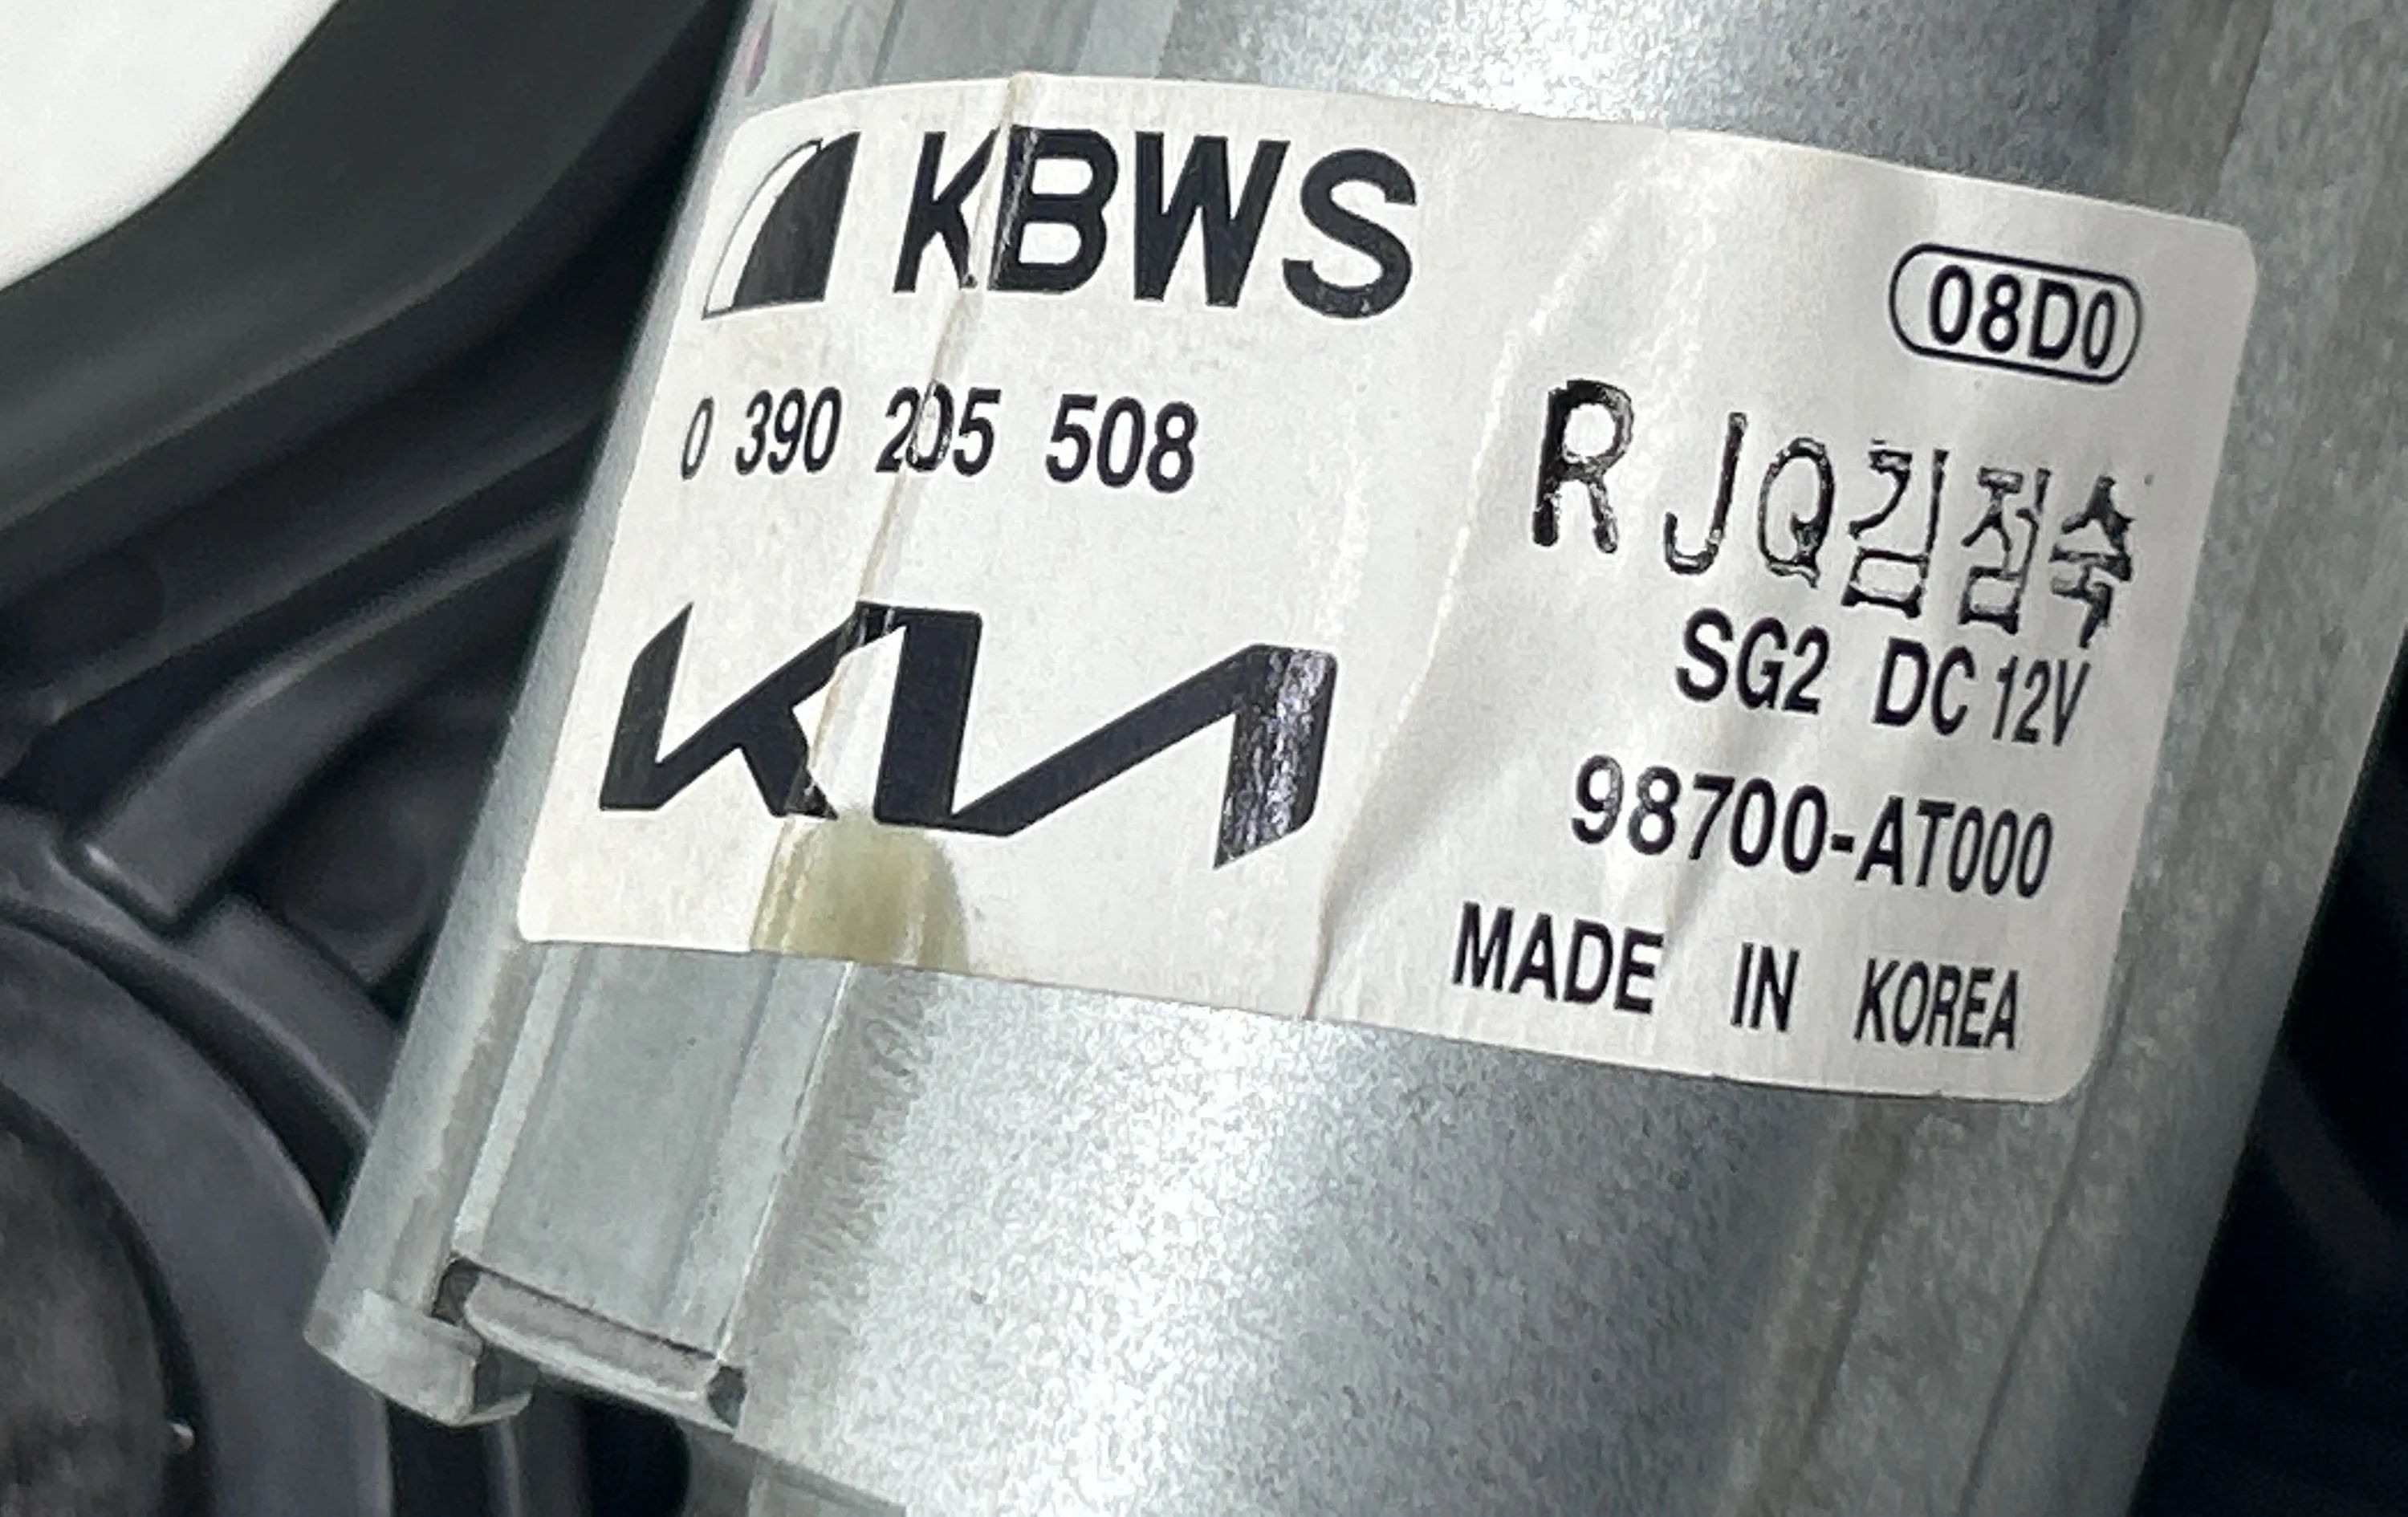 KBWS
08D0
0 390 205 508
R JQ김점숙
KIA
SG2 DC 12V
98700-AT000
MADE IN KOREA